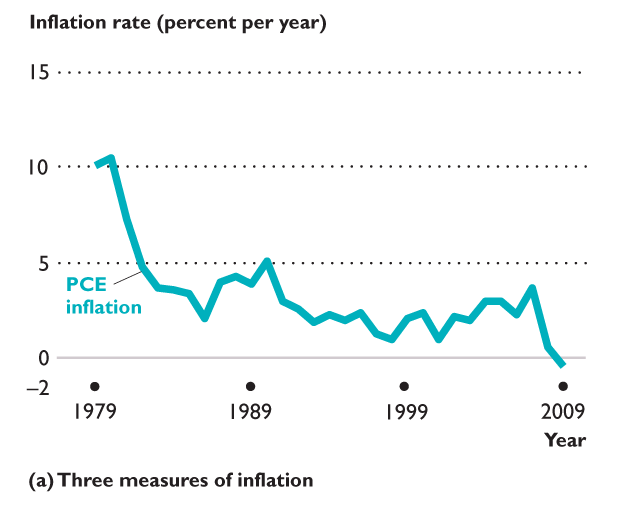 Inflation rate (percent per year)
15
10
5
PCE
inflation
0
–2
1979 1989 1999 2009
Year
(a) Three measures of inflation